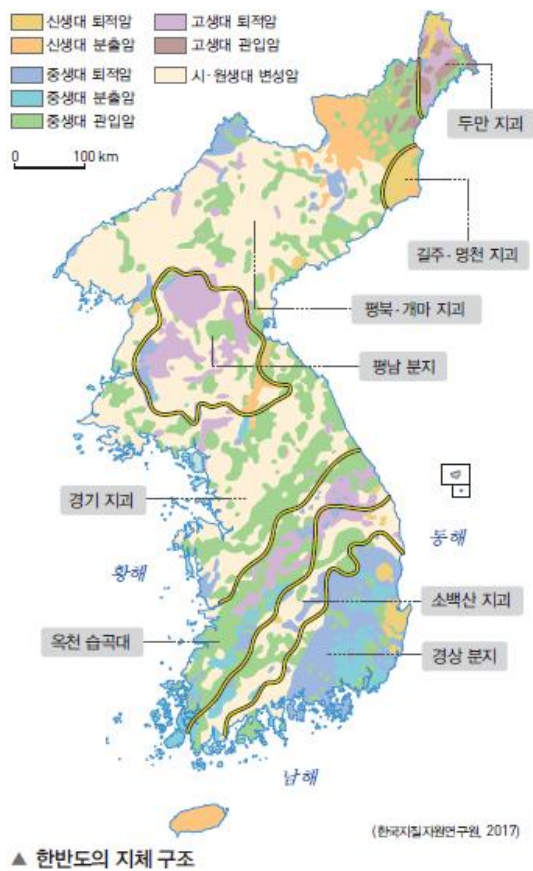 신생대 퇴적암
신생대 분출암
중생대 퇴적암
중생대 분출암
중생대 관입암
고생대 퇴적암
고생대 관입암
시·원생대 변성암
0 100 km
두만 지괴
길주·명천 지괴
평북·개마 지괴
평남 분지
경기 지괴
동해
황해
소백산 지괴
옥천 습곡대
경상 분지
남해
(한국지질자원연구원, 2017)
▲ 한반도의 지체 구조